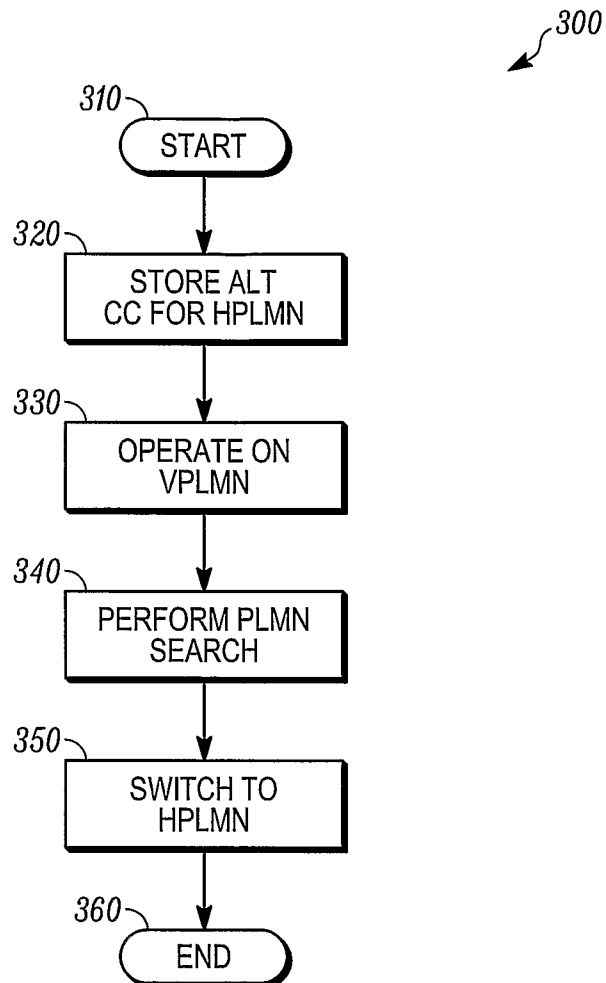 300
310
START
320
STORE ALT
CC FOR HPLMN
330
OPERATE ON
VPLMN
340
PERFORM PLMN
SEARCH
350
SWITCH TO
HPLMN
360
END